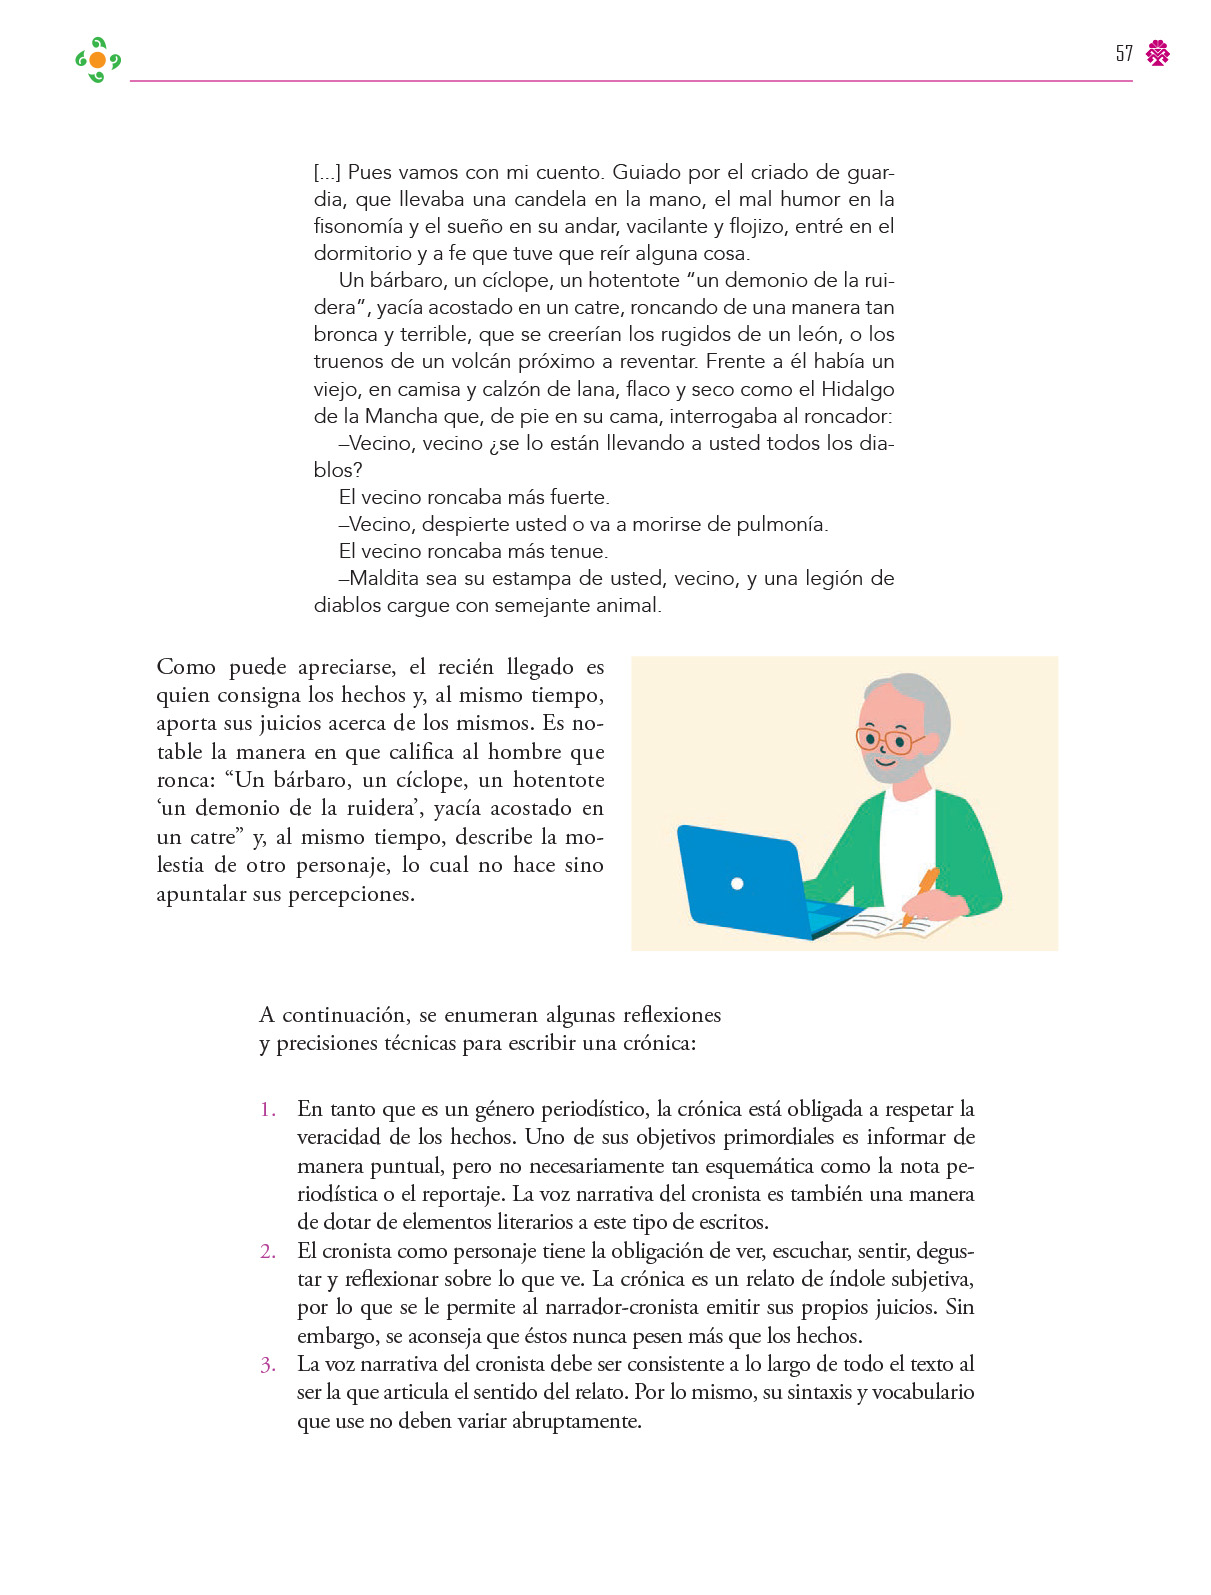 57
[...] Pues vamos con mi cuento. Guiado por el criado de guar-
dia, que llevaba una candela en la mano, el mal humor en la
fisonomía y el sueño en su andar, vacilante y flojizo, entré en el
dormitorio y a fe que tuve que reír alguna cosa.
Un bárbaro, un cíclope, un hotentote “un demonio de la rui-
dera”, yacía acostado en un catre, roncando de una manera tan
bronca y terrible, que se creerían los rugidos de un león, o los
truenos de un volcán próximo a reventar. Frente a él había un
viejo, en camisa y calzón de lana, flaco y seco como el Hidalgo
de la Mancha que, de pie en su cama, interrogaba al roncador:
–Vecino, vecino ¿se lo están llevando a usted todos los dia-
blos?
El vecino roncaba más fuerte.
–Vecino, despierte usted o va a morirse de pulmonía.
El vecino roncaba más tenue.
–Maldita sea su estampa de usted, vecino, y una legión de
diablos cargue con semejante animal.
Como puede apreciarse, el recién llegado es
quien consigna los hechos y, al mismo tiempo,
aporta sus juicios acerca de los mismos. Es no-
table la manera en que califica al hombre que
ronca: “Un bárbaro, un cíclope, un hotentote
‘un demonio de la ruidera’, yacía acostado en
un catre” y, al mismo tiempo, describe la mo-
lestia de otro personaje, lo cual no hace sino
apuntalar sus percepciones.
A continuación, se enumeran algunas reflexiones
y precisiones técnicas para escribir una crónica:
1. En tanto que es un género periodístico, la crónica está obligada a respetar la
veracidad de los hechos. Uno de sus objetivos primordiales es informar de
manera puntual, pero no necesariamente tan esquemática como la nota pe-
riodística o el reportaje. La voz narrativa del cronista es también una manera
de dotar de elementos literarios a este tipo de escritos.
2. El cronista como personaje tiene la obligación de ver, escuchar, sentir, degus-
tar y reflexionar sobre lo que ve. La crónica es un relato de índole subjetiva,
por lo que se le permite al narrador-cronista emitir sus propios juicios. Sin
embargo, se aconseja que éstos nunca pesen más que los hechos.
3. La voz narrativa del cronista debe ser consistente a lo largo de todo el texto al
ser la que articula el sentido del relato. Por lo mismo, su sintaxis y vocabulario
que use no deben variar abruptamente.